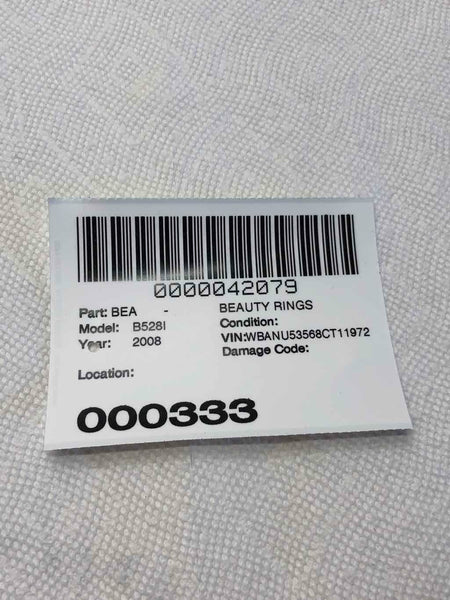 0000042079
Part: BEA - BEAUTY RINGS
Model: B528I Condition:
Year: 2008 VIN:WBANU53568CT11972
Damage Code:
Location:
000333